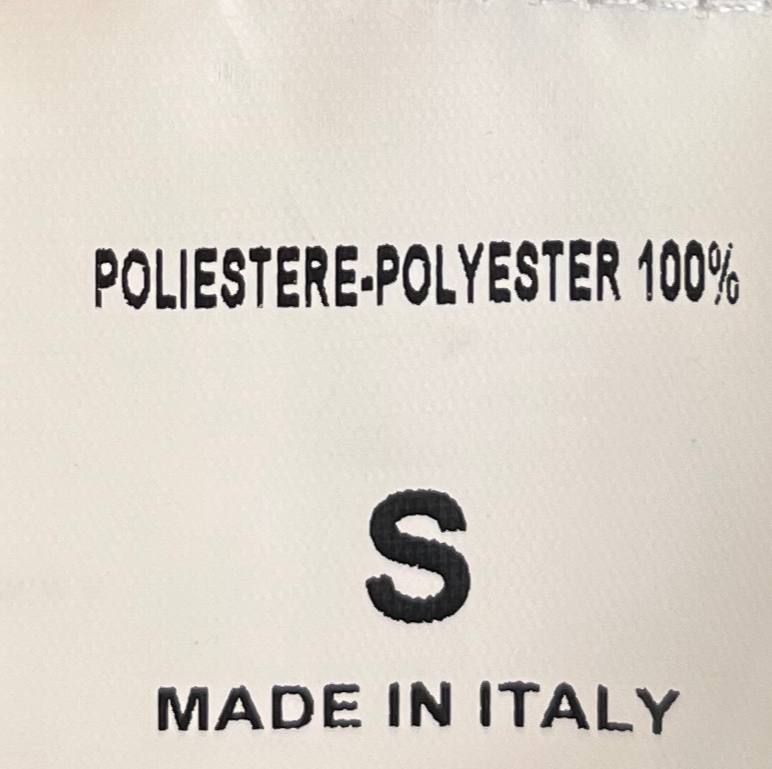 POLIESTERE-POLYESTER 100%
S
MADE IN ITALY